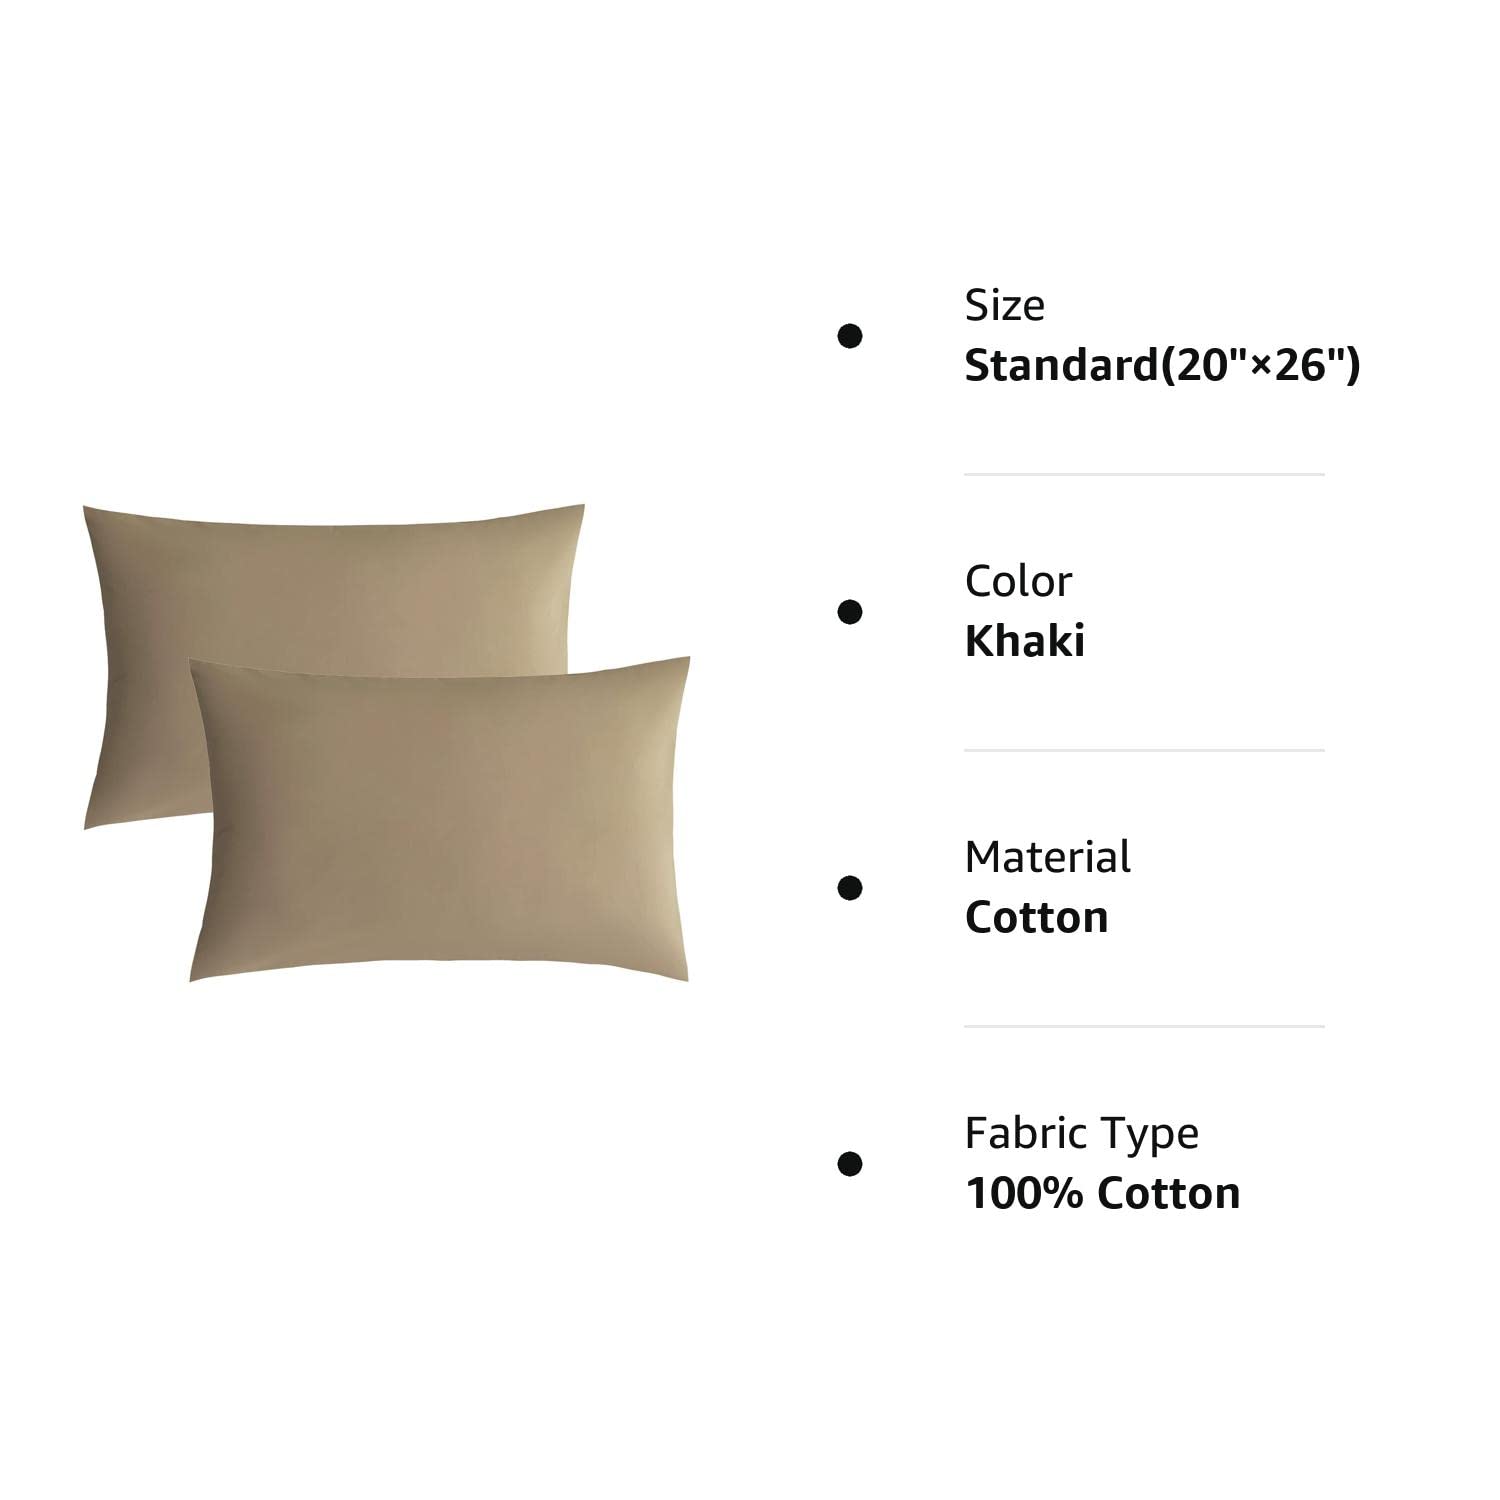 Size
Standard(20"×26")
Color
Khaki
Material
Cotton
Fabric Type
100% Cotton